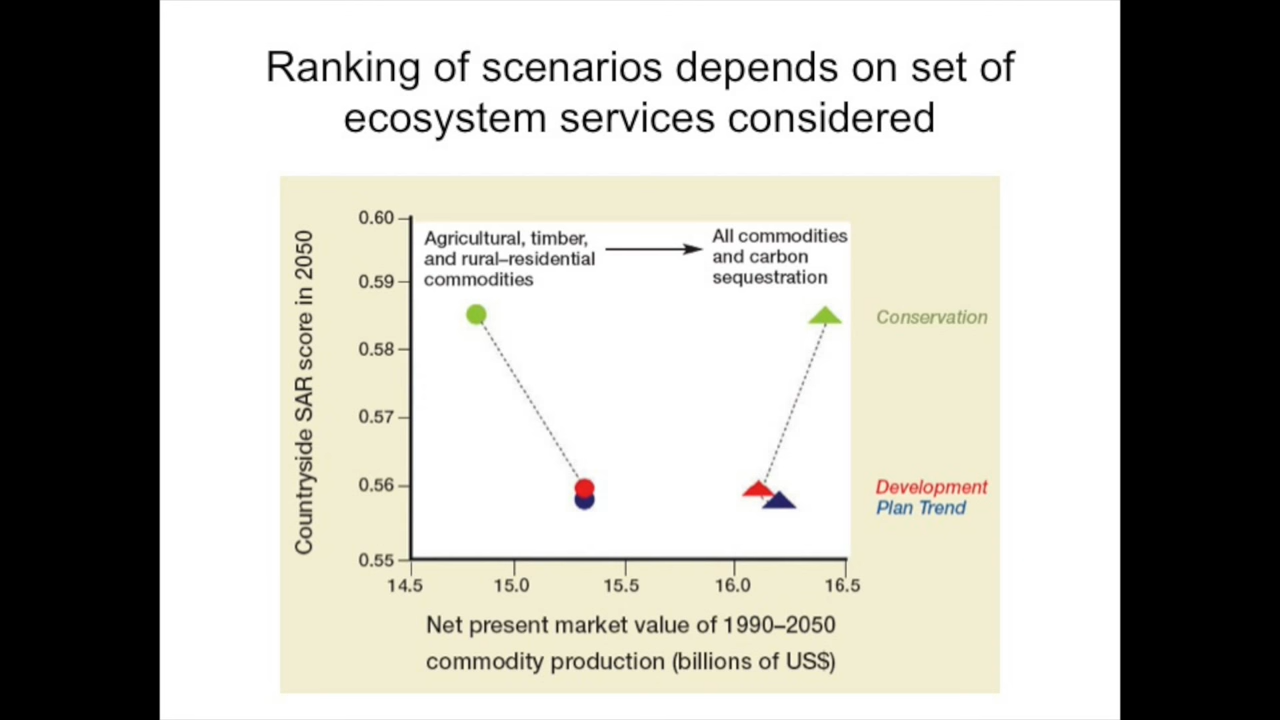 Ranking of scenarios depends on set of
ecosystem services considered
Countryside SAR score in 2050
0.60
0.59
0.58
0.57
0.56
0.55
Agricultural, timber,
and rural–residential
commodities
All commodities
and carbon
sequestration
Conservation
Development
Plan Trend
14.5
15.0
15.5
16.0
16.5
Net present market value of 1990–2050
commodity production (billions of US$)